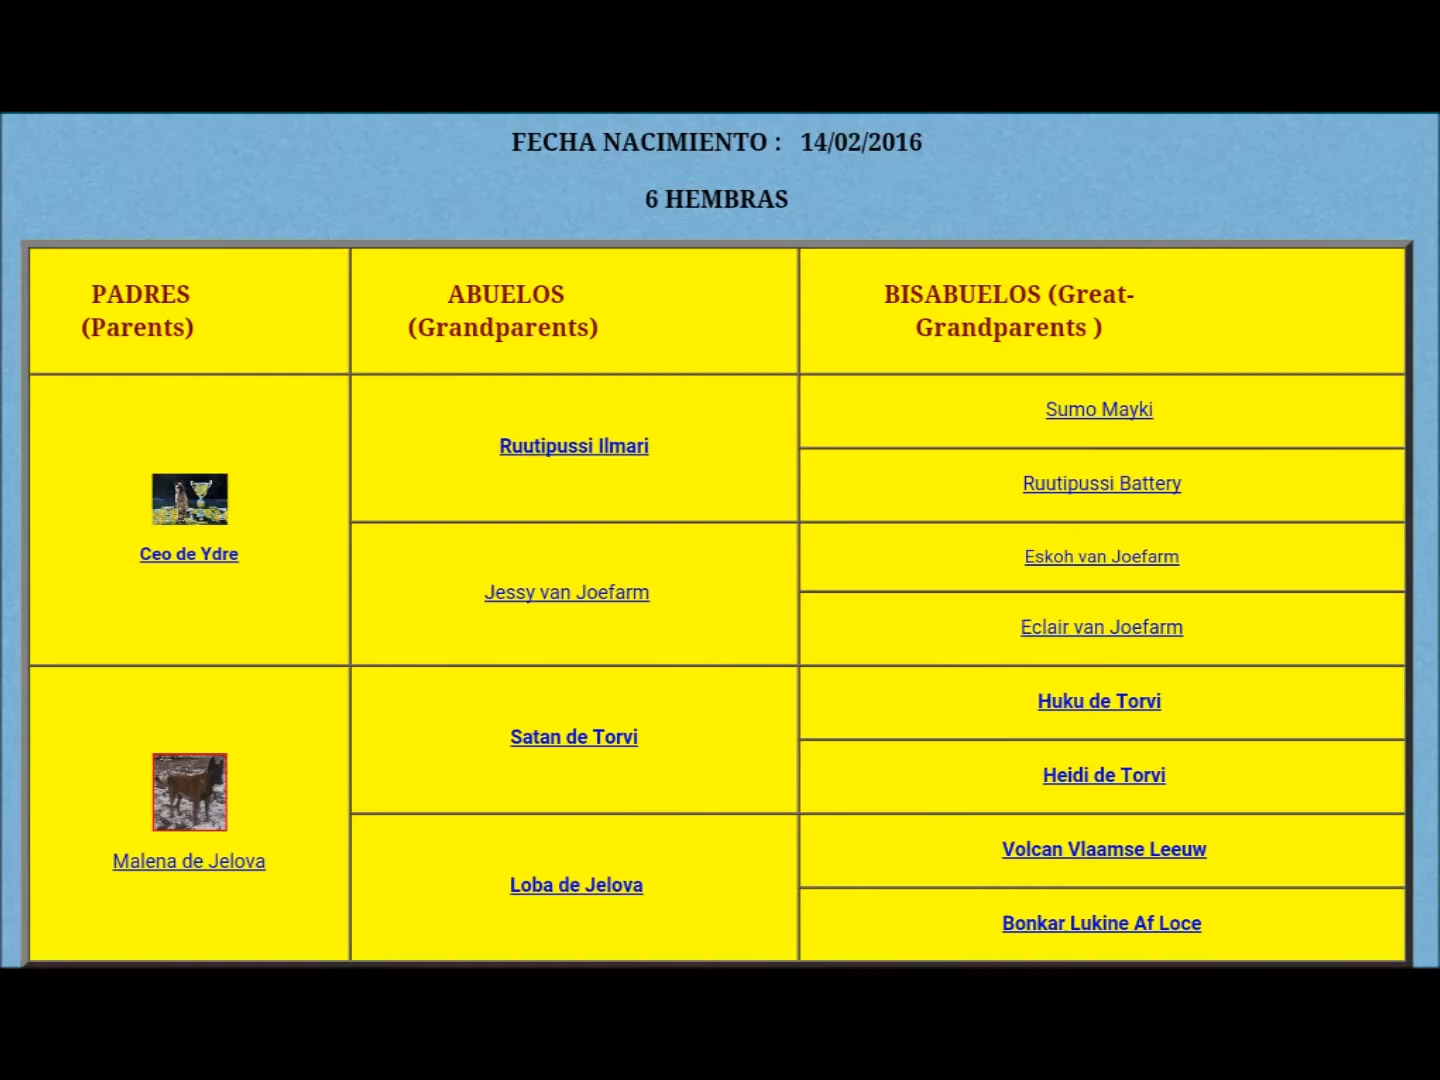 FECHA NACIMIENTO : 14/02/2016
6 HEMBRAS
PADRES
(Parents)
ABUELOS
(Grandparents)
BISABUELOS (Great-
Grandparents )
Ceo de Ydre
Ruutipussi Ilmari
Sumo Mayki
Ruutipussi Battery
Jessy van Joefarm
Eskoh van Joefarm
Eclair van Joefarm
Malena de Jelova
Satan de Torvi
Huku de Torvi
Heidi de Torvi
Loba de Jelova
Volcan Vlaamse Leeuw
Bonkar Lukine Af Loce